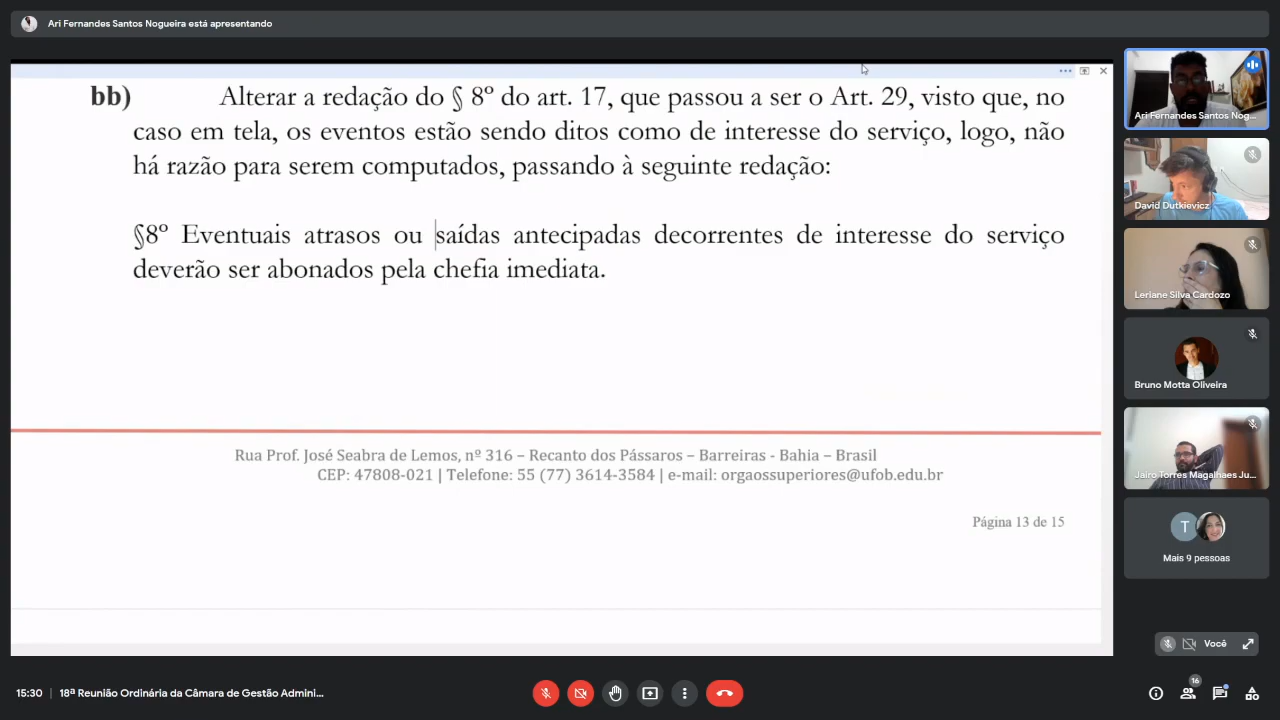 Ari Fernandes Santos Nogueira está apresentando
bb) Alterar a redação do § 8º do art. 17, que passou a ser o Art. 29, visto que, no
caso em tela, os eventos estão sendo ditos como de interesse do serviço, logo, não
há razão para serem computados, passando à seguinte redação:
§8º Eventuais atrasos ou saídas antecipadas decorrentes de interesse do serviço
deverão ser abonados pela chefia imediata.
Rua Prof. José Seabra de Lemos, nº 316 – Recanto dos Pássaros – Barreiras - Bahia – Brasil
CEP: 47808-021 | Telefone: 55 (77) 3614-3584 | e-mail: orgaossuperiores@ufob.edu.br
Página 13 de 15
Ari Fernandes Santos Nog...
David Dutkievicz
Leriane Silva Cardozo
Bruno Motta Oliveira
Jairo Torres Magalhaes Ju...
T
Mais 9 pessoas
Você
15:30 | 18ª Reunião Ordinária da Câmara de Gestão Admini...
16